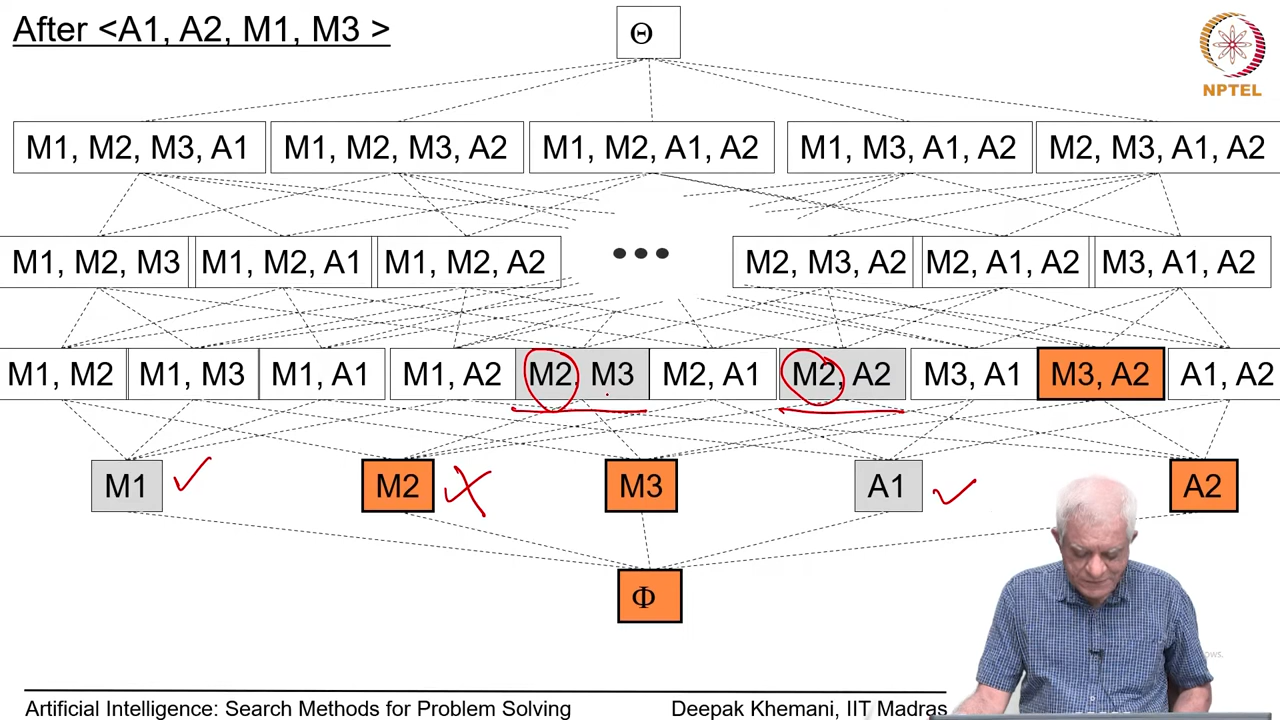 After <A1, A2, M1, M3 >
Θ
NPTEL
M1, M2, M3, A1
M1, M2, M3, A2
M1, M2, A1, A2
M1, M3, A1, A2
M2, M3, A1, A2
M1, M2, M3
M1, M2, A1
M1, M2, A2
•••
M2, M3, A2
M2, A1, A2
M3, A1, A2
M1, M2
M1, M3
M1, A1
M1, A2
M2, M3
M2, A1
M2, A2
M3, A1
M3, A2
A1, A2
M1
M2
M3
A1
A2
Φ
Artificial Intelligence: Search Methods for Problem Solving
Deepak Khemani, IIT Madras